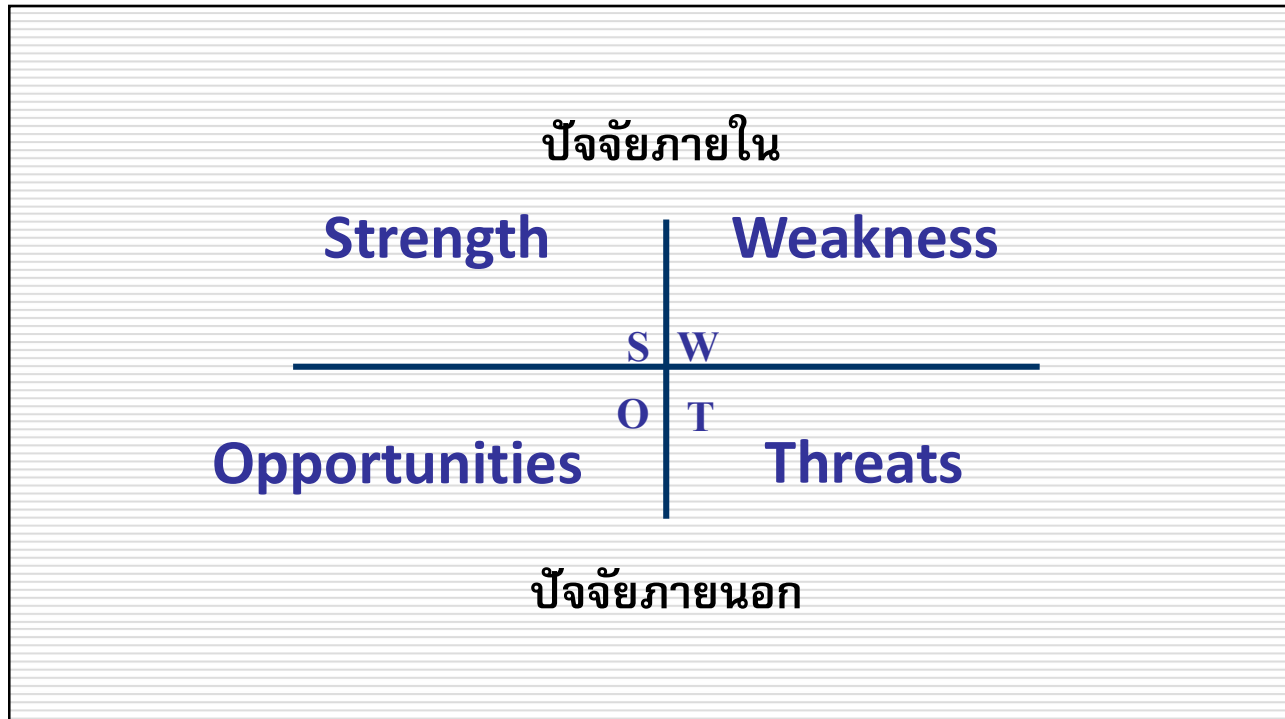 ปัจจัยภายใน
Strength Weakness
S W
O T
Opportunities Threats
ปัจจัยภายนอก